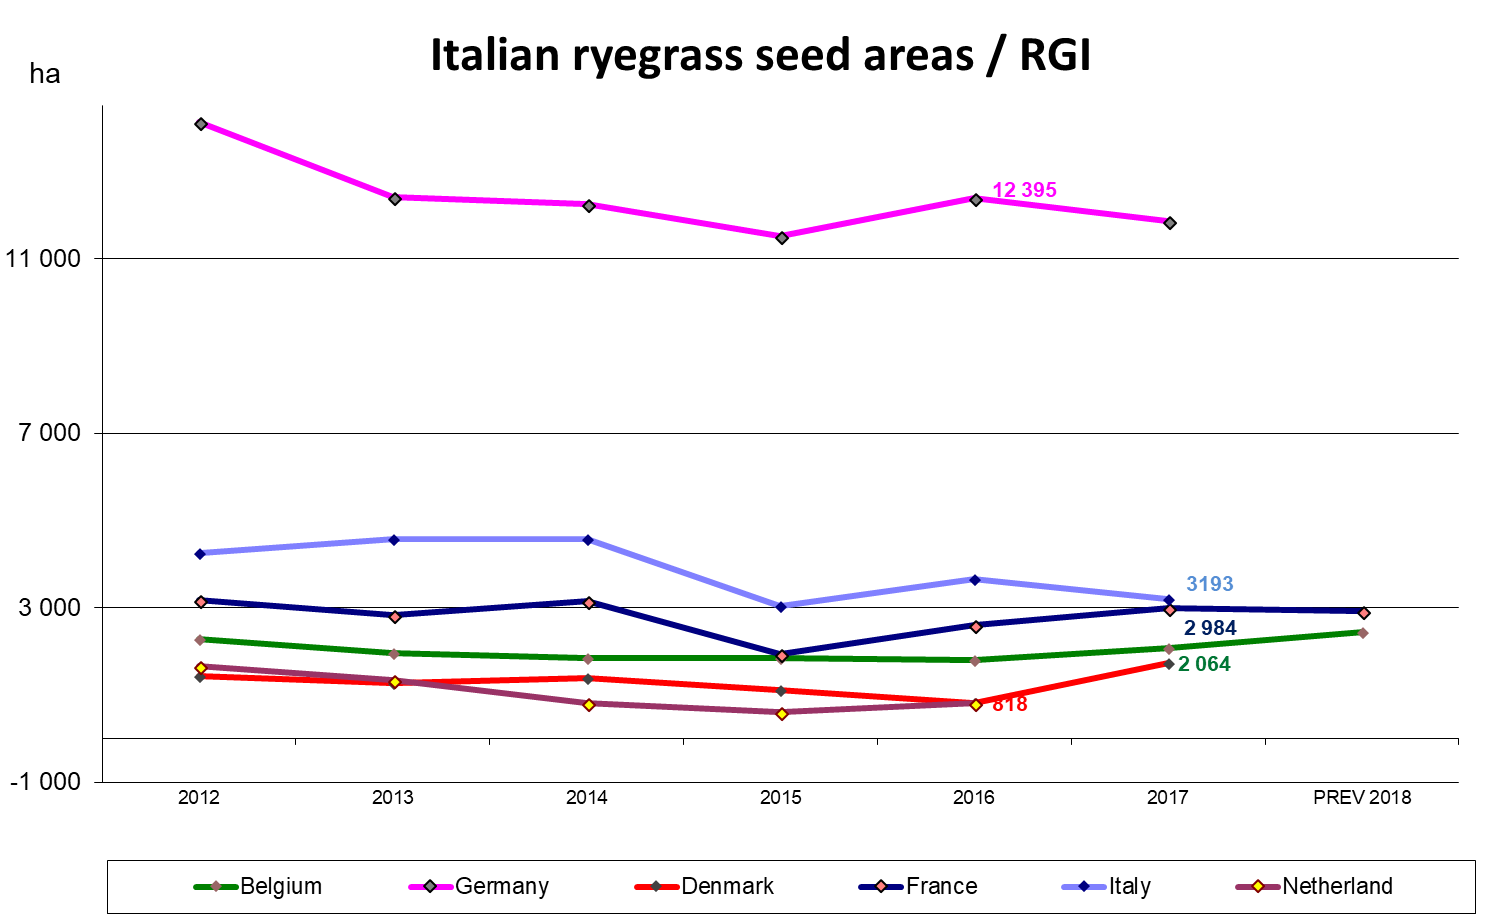 Italian ryegrass seed areas / RGI
ha
12 395
11 000
7 000
3193
3 000
2 984
2 064
818
-1 000
2012 2013 2014 2015 2016 2017 PREV 2018
Belgium Germany Denmark France Italy Netherland